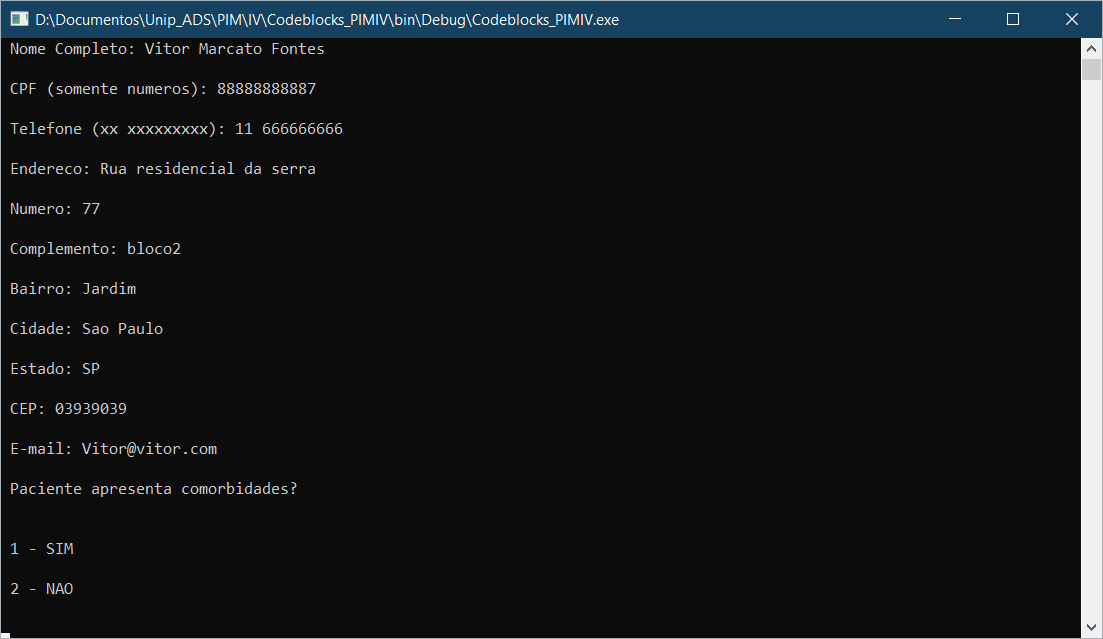 D:\Documentos\Unip_ADS\PIM\IV\Codeblocks_PIMIV\bin\Debug\Codeblocks_PIMIV.exe
Nome Completo: Vitor Marcato Fontes
CPF (somente numeros): 88888888887
Telefone (xx xxxxxxxxx): 11 666666666
Endereco: Rua residencial da serra
Numero: 77
Complemento: bloco2
Bairro: Jardim
Cidade: Sao Paulo
Estado: SP
CEP: 03939039
E-mail: Vitor@vitor.com
Paciente apresenta comorbidades?
1 - SIM
2 - NAO